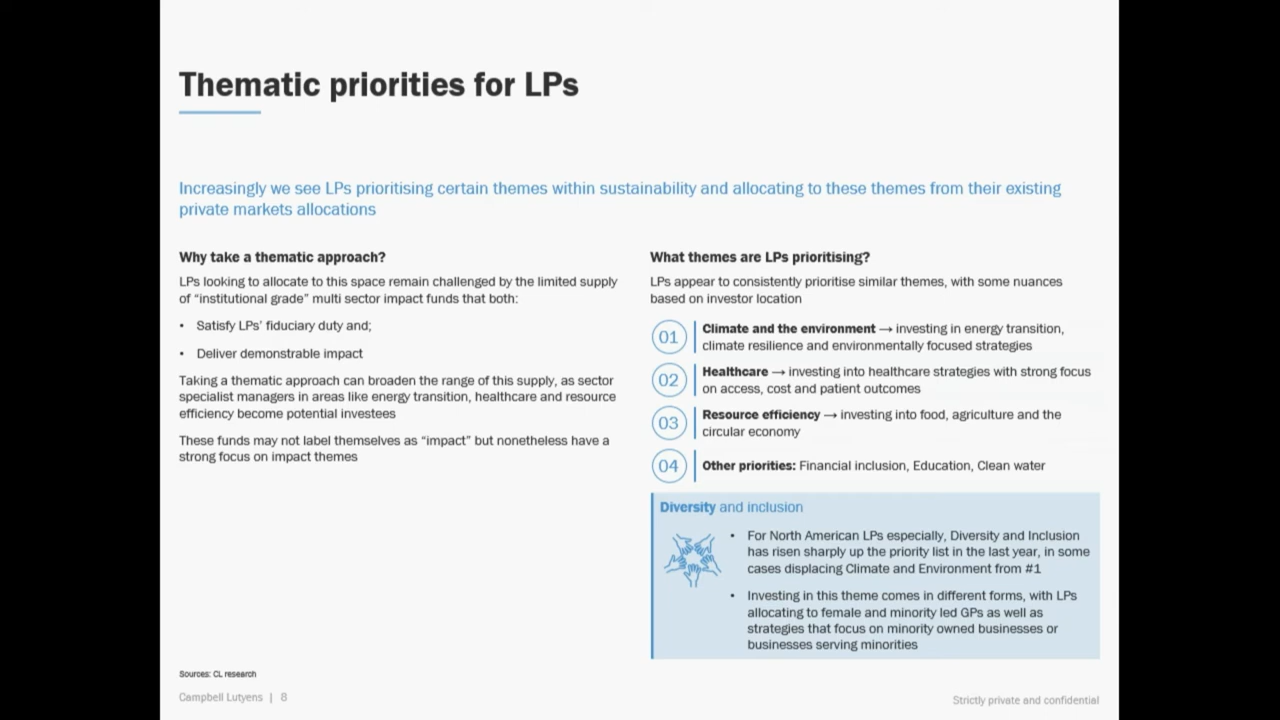 Thematic priorities for LPs
Increasingly we see LPs prioritising certain themes within sustainability and allocating to these themes from their existing
private markets allocations
Why take a thematic approach?
LPs looking to allocate to this space remain challenged by the limited supply
of “institutional grade” multi sector impact funds that both:
• Satisfy LPs’ fiduciary duty and;
• Deliver demonstrable impact
Taking a thematic approach can broaden the range of this supply, as sector
specialist managers in areas like energy transition, healthcare and resource
efficiency become potential investees
These funds may not label themselves as “impact” but nonetheless have a
strong focus on impact themes
What themes are LPs prioritising?
LPs appear to consistently prioritise similar themes, with some nuances
based on investor location
01
Climate and the environment → investing in energy transition,
climate resilience and environmentally focused strategies
02
Healthcare → investing into healthcare strategies with strong focus
on access, cost and patient outcomes
03
Resource efficiency → investing into food, agriculture and the
circular economy
04
Other priorities: Financial inclusion, Education, Clean water
Diversity and inclusion
• For North American LPs especially, Diversity and Inclusion
has risen sharply up the priority list in the last year, in some
cases displacing Climate and Environment from #1
• Investing in this theme comes in different forms, with LPs
allocating to female and minority led GPs as well as
strategies that focus on minority owned businesses or
businesses serving minorities
Sources: CL research
Campbell Lutyens | 8
Strictly private and confidential